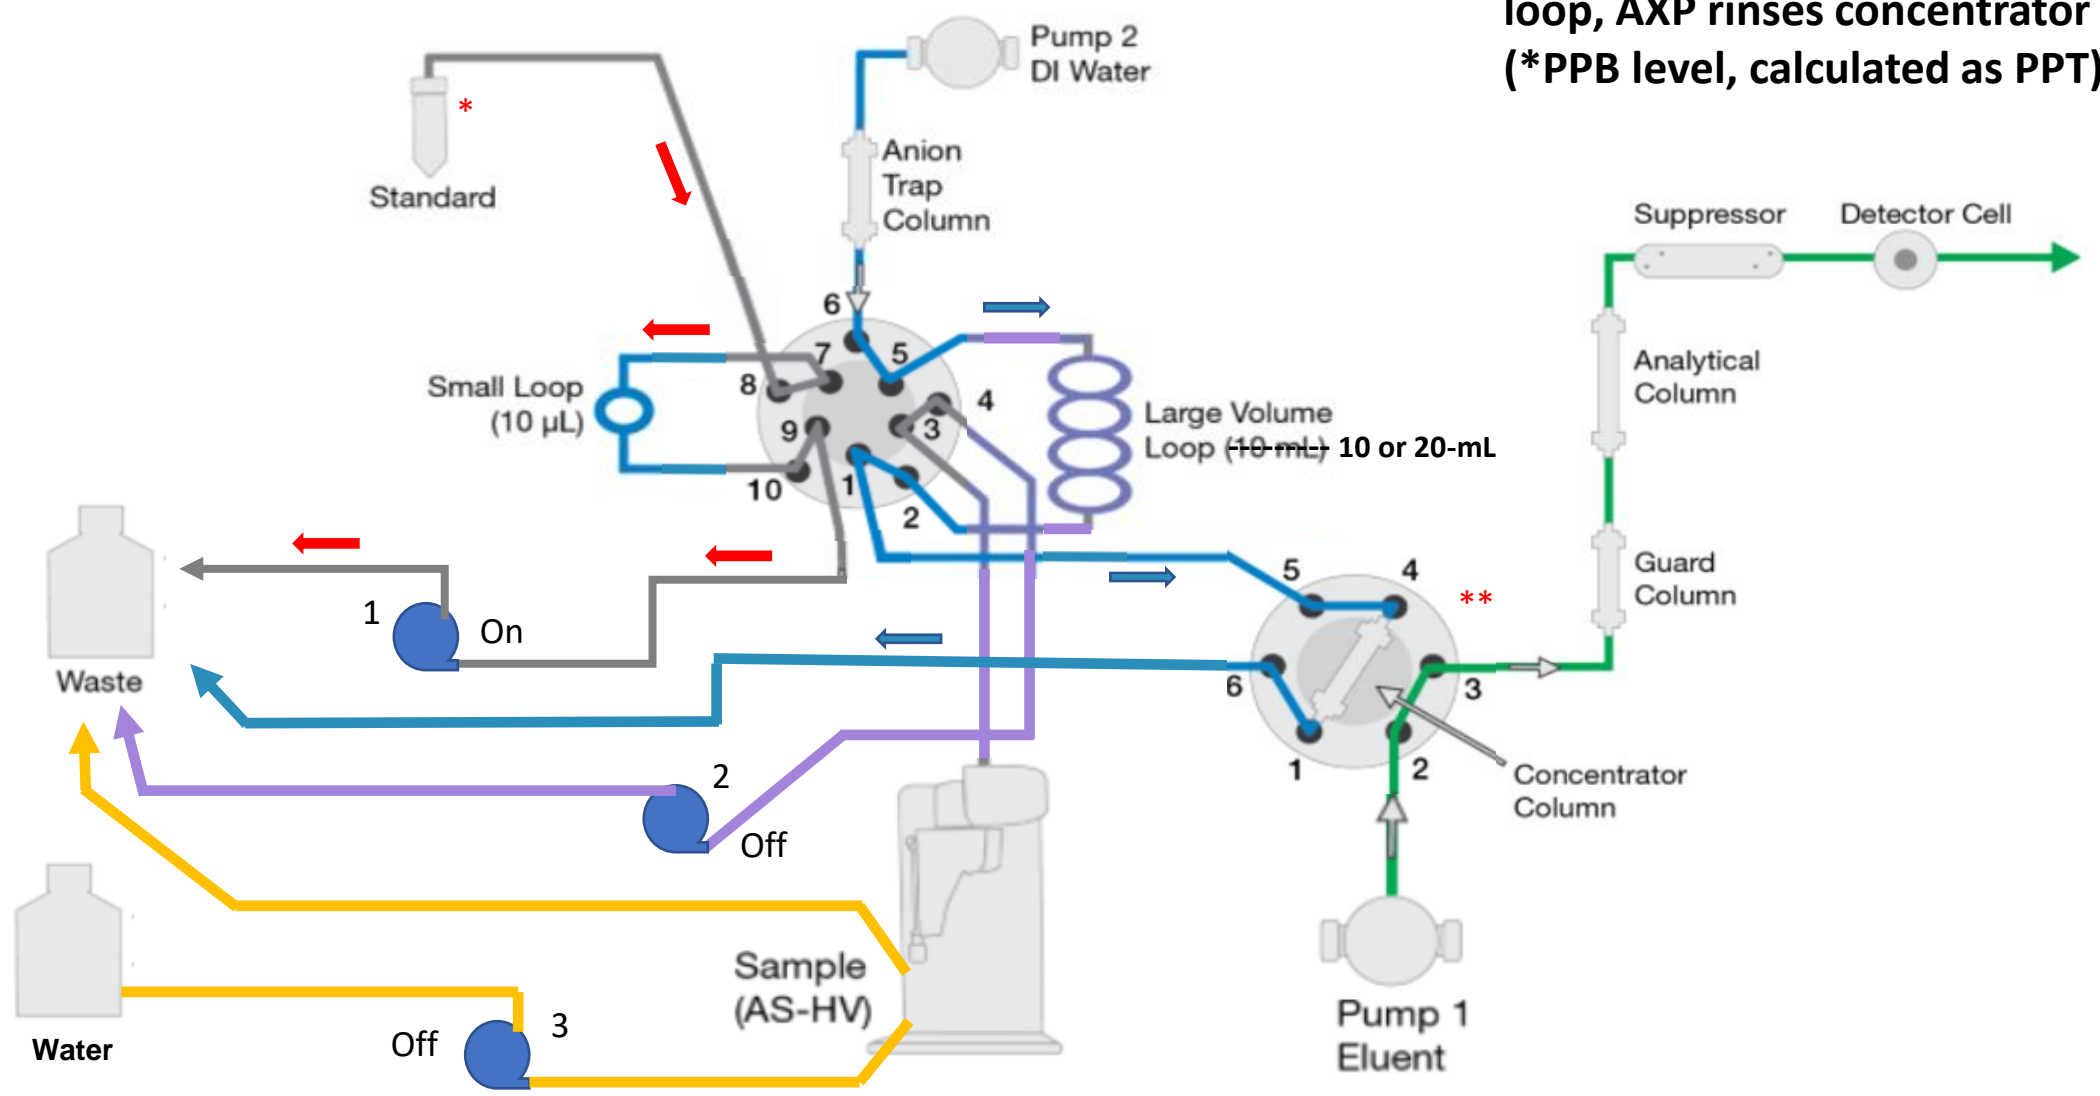 loop, AXP rinses concentrator
(*PPB level, calculated as PPT)
Pump 2
DI Water
*
Standard
Anion
Trap
Column
Suppressor
Detector Cell
6
5
7
8
4
3
9
10
1
2
Small Loop
(10 µL)
Large Volume
Loop (10 mL) 10 or 20-mL
Analytical
Column
Guard
Column
5
4
**
6
3
1
2
Concentrator
Column
1
On
Waste
2
Off
Sample
(AS-HV)
Pump 1
Eluent
Water
Off
3